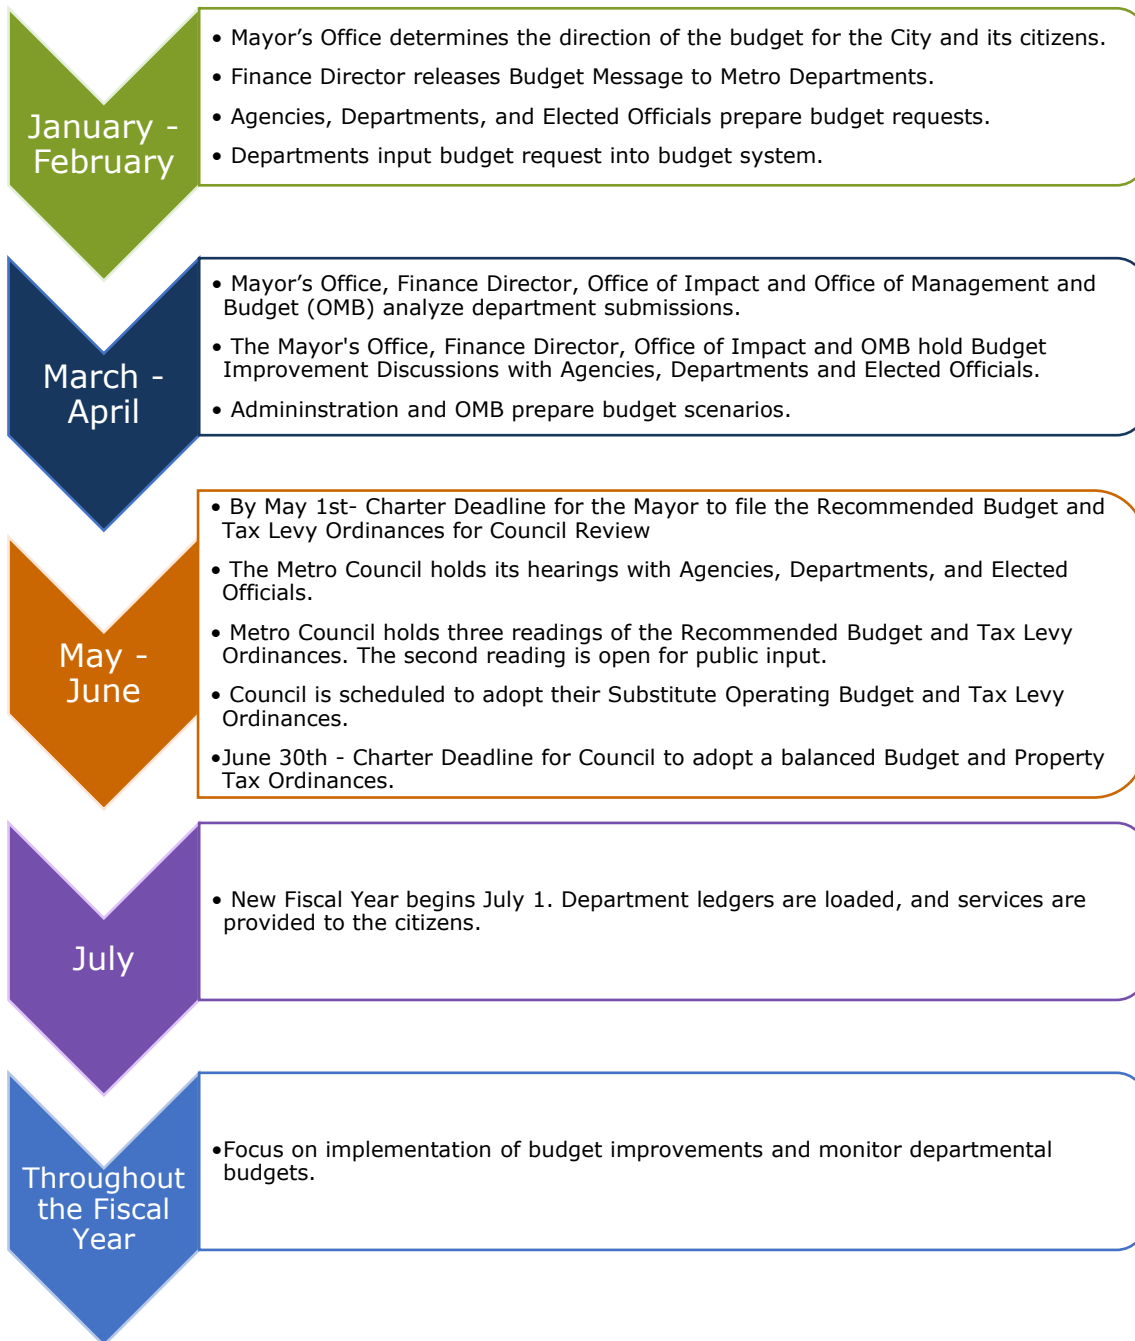 January -
February
• Mayor’s Office determines the direction of the budget for the City and its citizens.
• Finance Director releases Budget Message to Metro Departments.
• Agencies, Departments, and Elected Officials prepare budget requests.
• Departments input budget request into budget system.
March -
April
• Mayor’s Office, Finance Director, Office of Impact and Office of Management and
Budget (OMB) analyze department submissions.
• The Mayor's Office, Finance Director, Office of Impact and OMB hold Budget
Improvement Discussions with Agencies, Departments and Elected Officials.
• Admininstration and OMB prepare budget scenarios.
May -
June
• By May 1st- Charter Deadline for the Mayor to file the Recommended Budget and
Tax Levy Ordinances for Council Review
• The Metro Council holds its hearings with Agencies, Departments, and Elected
Officials.
• Metro Council holds three readings of the Recommended Budget and Tax Levy
Ordinances. The second reading is open for public input.
• Council is scheduled to adopt their Substitute Operating Budget and Tax Levy
Ordinances.
•June 30th - Charter Deadline for Council to adopt a balanced Budget and Property
Tax Ordinances.
July
• New Fiscal Year begins July 1. Department ledgers are loaded, and services are
provided to the citizens.
Throughout
the Fiscal
Year
•Focus on implementation of budget improvements and monitor departmental
budgets.